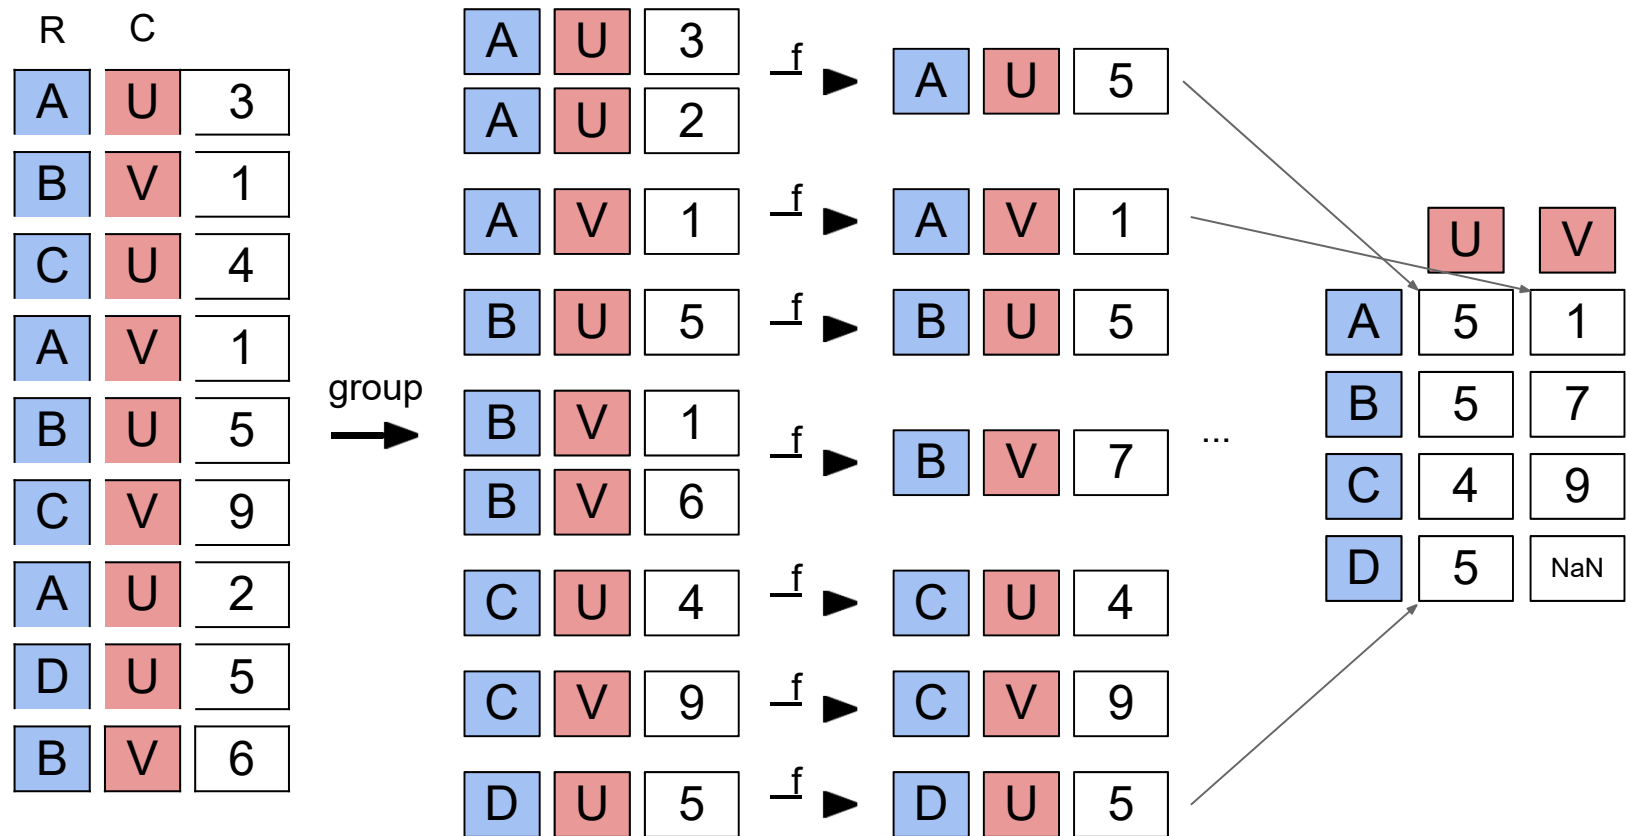 R C
A U 3
B V 1
C U 4
A V 1
B U 5
C V 9
A U 2
D U 5
B V 6
group
A U 3
A U 2
f
A U 5
A V 1
f
A V 1
B U 5
f
B U 5
B V 1
B V 6
f
B V 7
C U 4
f
C U 4
C V 9
f
C V 9
D U 5
f
D U 5
...
U V
A 5 1
B 5 7
C 4 9
D 5 NaN